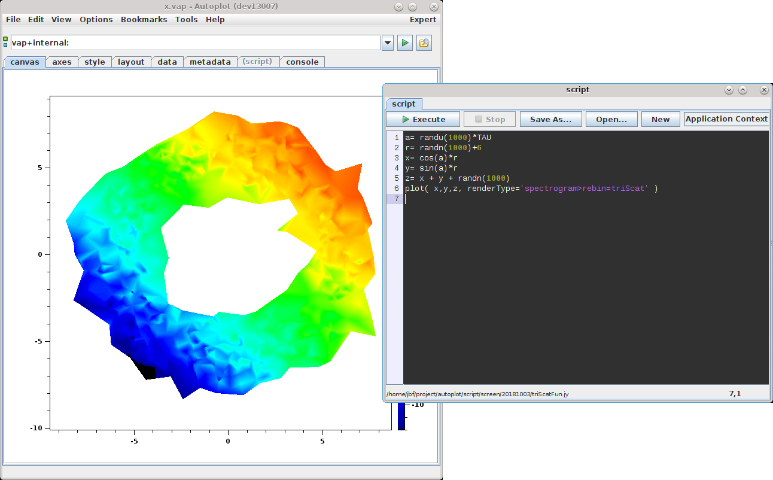 x.vap - Autoplot (dev13007)
File Edit View Options Bookmarks Tools Help Expert
vap+internal:
canvas axes style layout data metadata (script) console
5
0
-5
-10
-5 0 5
-10
script
script
Execute Stop Save As... Open... New Application Context
1 a= randu(1000)*TAU
2 r= randn(1000)+6
3 x= cos(a)*r
4 y= sin(a)*r
5 z= x + y + randn(1000)
6 plot( x,y,z, renderType='spectrogram>rebin=triScat' )
7
/home/jbf/project/autoplot/script/screen/20181003/triScatFun.jy 7,1